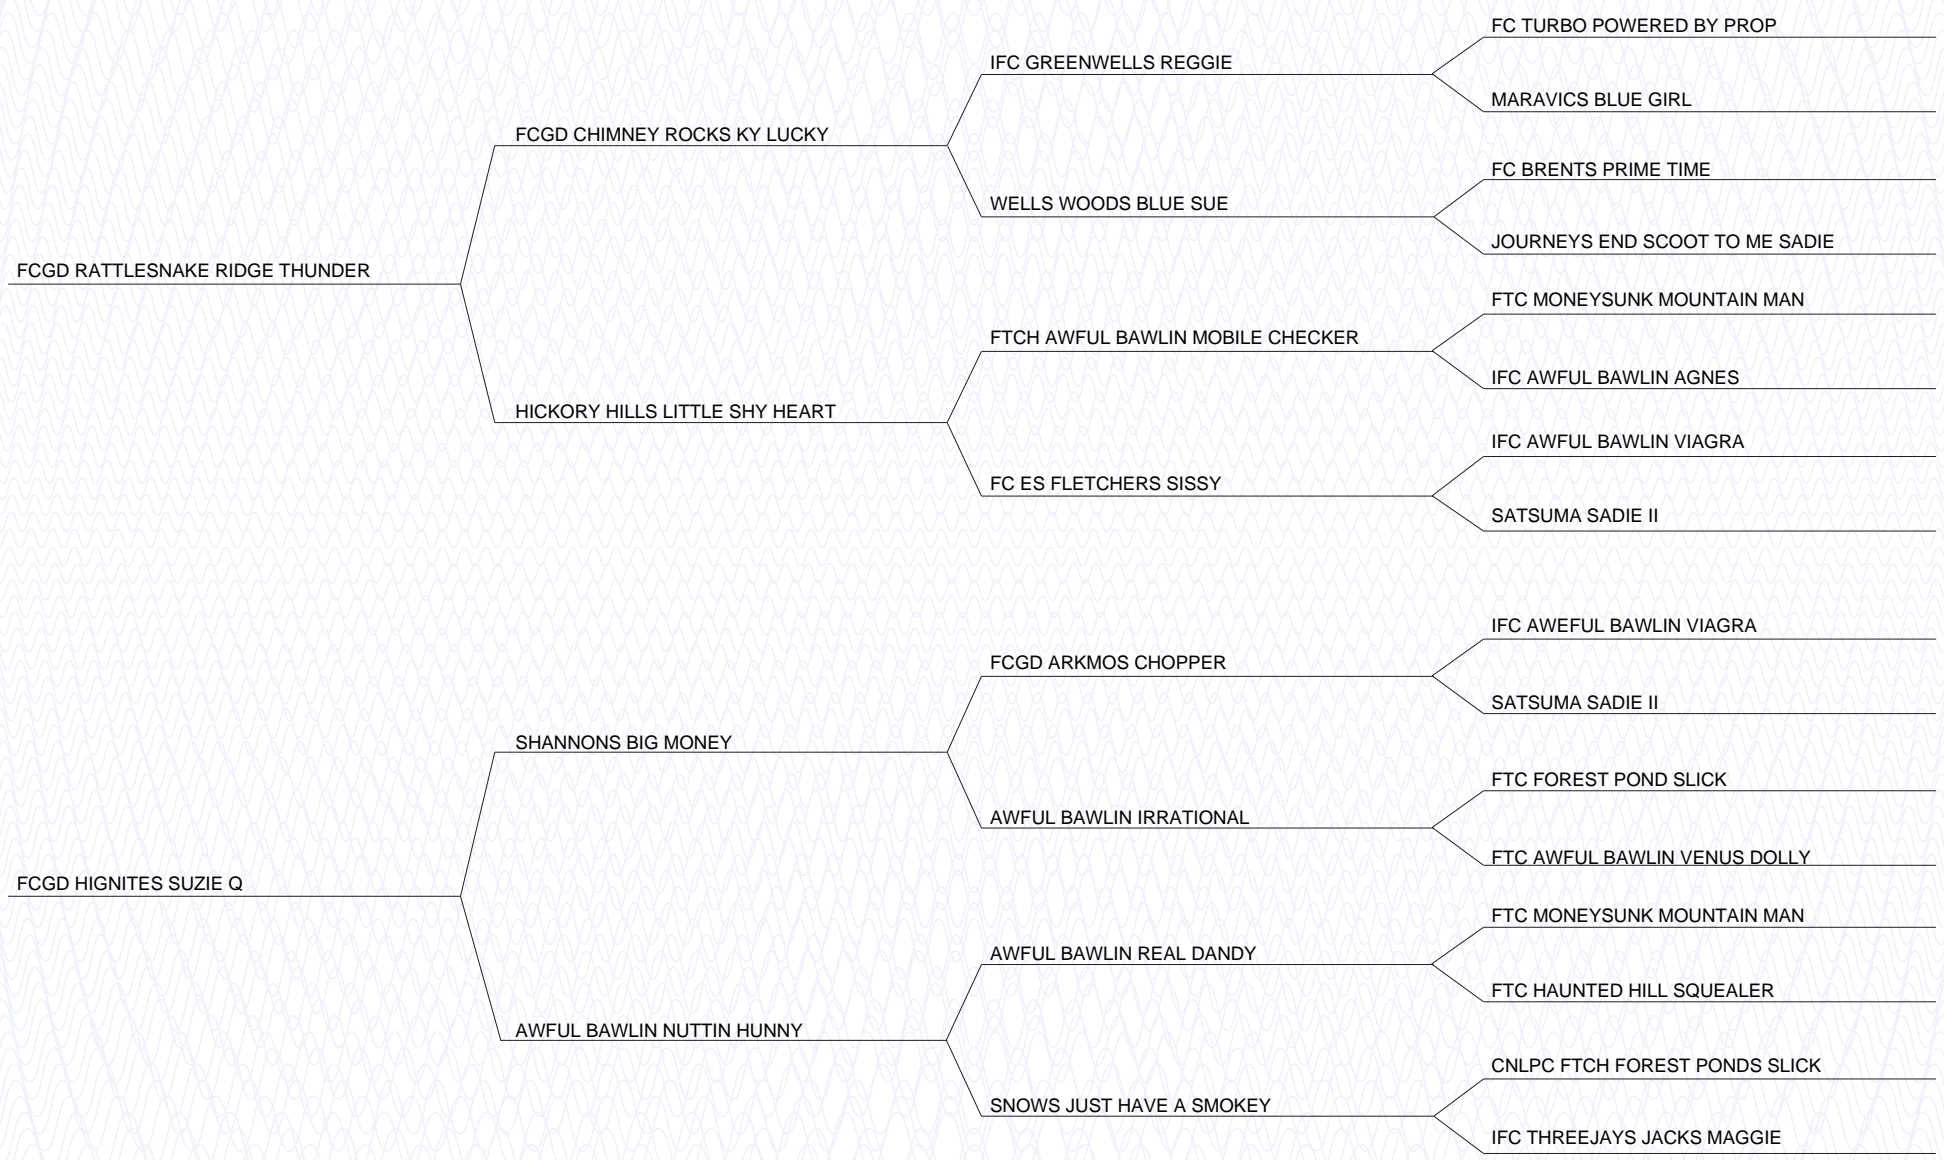 FC TURBO POWERED BY PROP
IFC GREENWELLS REGGIE
MARAVICS BLUE GIRL
FCGD CHIMNEY ROCKS KY LUCKY
FC BRENTS PRIME TIME
WELLS WOODS BLUE SUE
JOURNEYS END SCOOT TO ME SADIE
FCGD RATTLESNAKE RIDGE THUNDER
FTC MONEYSUNK MOUNTAIN MAN
FTCH AWFUL BAWLIN MOBILE CHECKER
IFC AWFUL BAWLIN AGNES
HICKORY HILLS LITTLE SHY HEART
IFC AWFUL BAWLIN VIAGRA
FC ES FLETCHERS SISSY
SATSUMA SADIE II
IFC AWEFUL BAWLIN VIAGRA
FCGD ARKMOS CHOPPER
SATSUMA SADIE II
SHANNONS BIG MONEY
FTC FOREST POND SLICK
AWFUL BAWLIN IRRATIONAL
FTC AWFUL BAWLIN VENUS DOLLY
FCGD HIGNITES SUZIE Q
FTC MONEYSUNK MOUNTAIN MAN
AWFUL BAWLIN REAL DANDY
FTC HAUNTED HILL SQUEALER
AWFUL BAWLIN NUTTIN HUNNY
CNLPC FTCH FOREST PONDS SLICK
SNOWS JUST HAVE A SMOKEY
IFC THREEJAYS JACKS MAGGIE